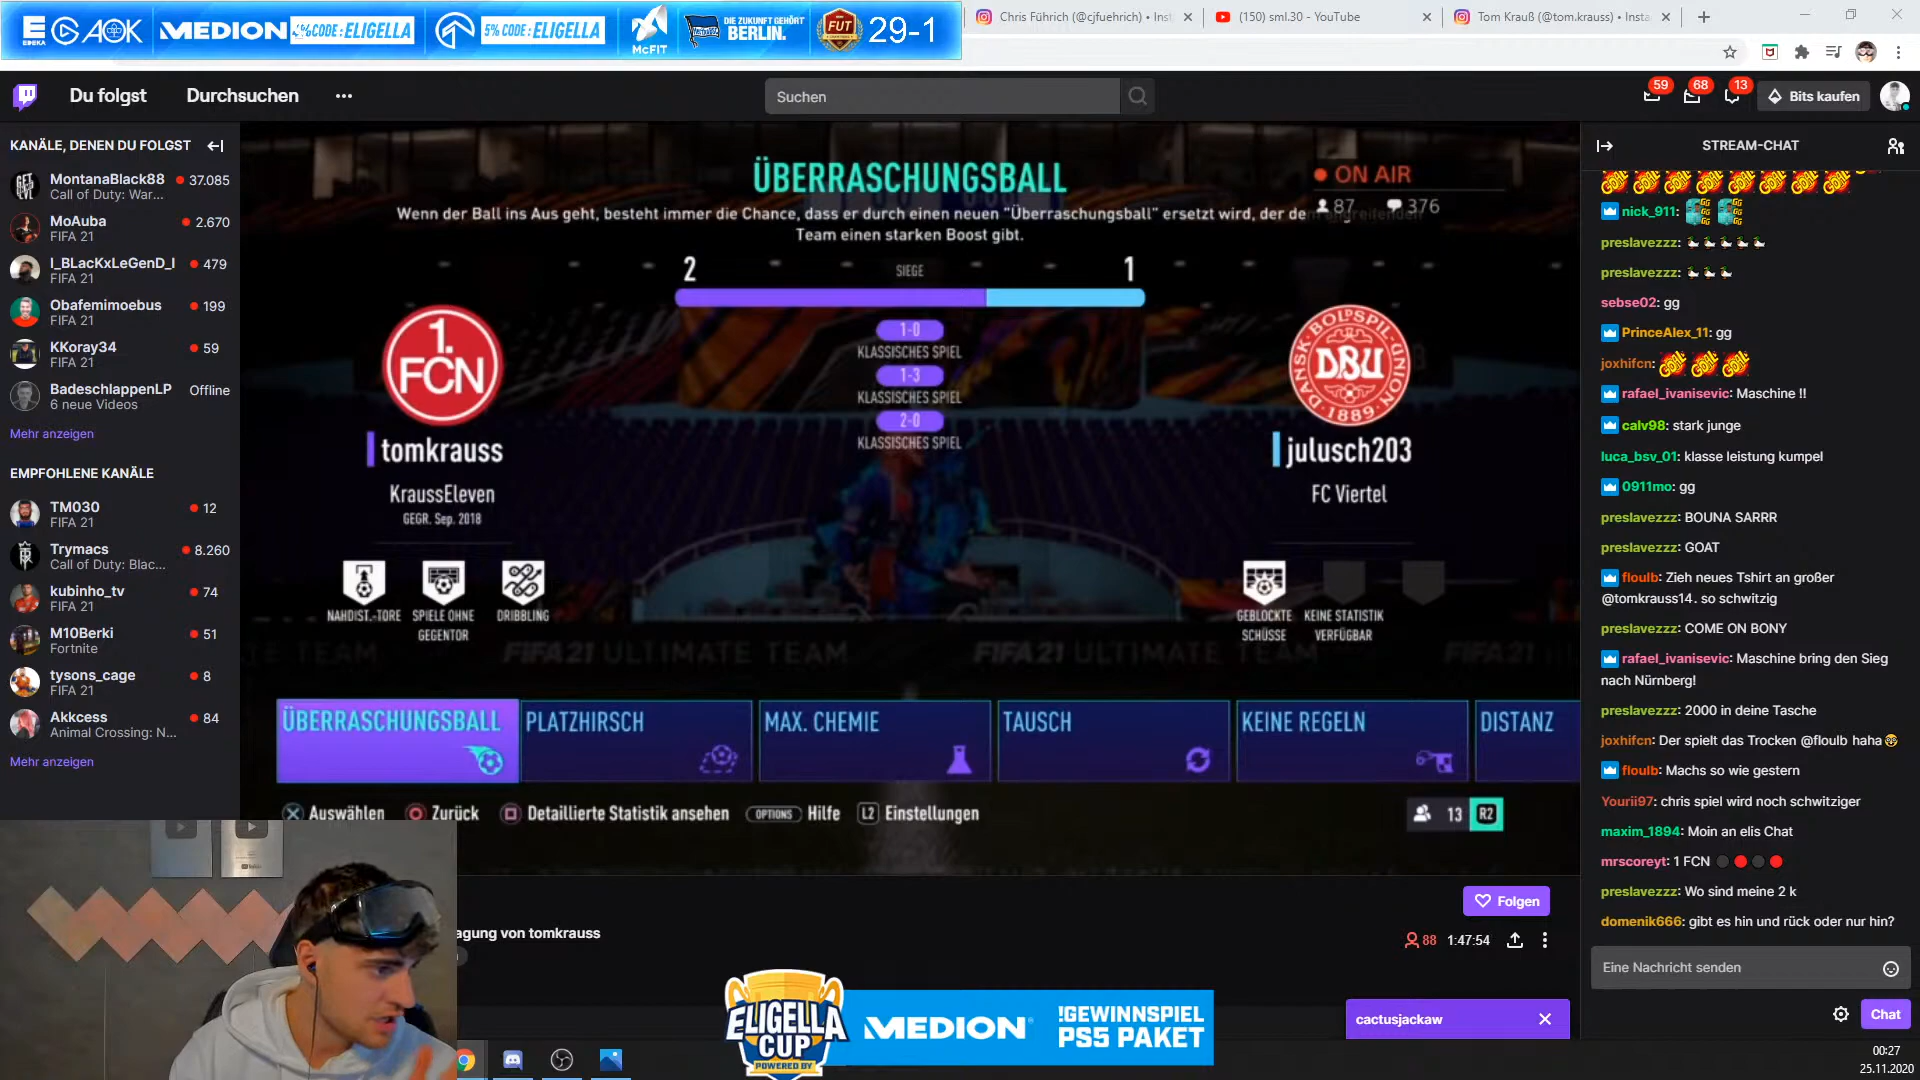 EDEKA
G
AOK
MEDION
%CODE:ELIGELLA
5% CODE:ELIGELLA
McFIT
DIE ZUKUNFT GEHÖRT
BERLIN.
FUT
29-1
Chris Führich (@cjfuehrich) • Inst
(150) sml.30 - YouTube
Tom Krauß (@tom.krauss) • Insta
Du folgst
Durchsuchen
Suchen
59
68
13
Bits kaufen
KANÄLE, DENEN DU FOLGST
MontanaBlack88
37.085
Call of Duty: War...
MoAuba
2.670
FIFA 21
I_BLacKxLeGenD_I
479
FIFA 21
Obafemimoebus
199
FIFA 21
KKoray34
59
FIFA 21
BadeschlappenLP
Offline
6 neue Videos
Mehr anzeigen
EMPFOHLENE KANÄLE
TM030
12
FIFA 21
Trymacs
8.260
Call of Duty: Blac...
kubinho_tv
74
FIFA 21
M10Berki
51
Fortnite
tysons_cage
8
FIFA 21
Akkcess
84
Animal Crossing: N...
Mehr anzeigen
ÜBERRASCHUNGSBALL
Wenn der Ball ins Aus geht, besteht immer die Chance, dass er durch einen neuen "Überraschungsball" ersetzt wird, der de
Team einen starken Boost gibt.
ON AIR
87
376
2
SIEGE
1
1-0
KLASSISCHES SPIEL
1-3
KLASSISCHES SPIEL
2-0
KLASSISCHES SPIEL
1.
FCN
tomkrauss
KraussEleven
GEGR. Sep. 2018
NAHDIST.-TORE
SPIELE OHNE
GEGENTOR
DRIBBLING
DANSK BOLDSPIL-UNION
DBU
1889
julusch203
FC Viertel
GEBLOCKTE
SCHÜSSE
KEINE STATISTIK
VERFÜGBAR
TEAM
FIFA21 ULTIMATE TEAM
FIFA21 ULTIMATE TEAM
FIFA21
ÜBERRASCHUNGSBALL
PLATZHIRSCH
MAX. CHEMIE
TAUSCH
KEINE REGELN
DISTANZ
Auswählen
Zurück
Detaillierte Statistik ansehen
OPTIONS
Hilfe
L2
Einstellungen
13
R2
Folgen
agung von tomkrauss
88
1:47:54
ELIGELLA
CUP
POWERED BY
MEDION
!GEWINNSPIEL
PS5 PAKET
cactusjackaw
STREAM-CHAT
nick_911:
preslavezzz:
preslavezzz:
sebse02: gg
PrinceAlex_11: gg
joxhifcn:
rafael_ivanisevic: Maschine !!
calv98: stark junge
luca_bsv_01: klasse leistung kumpel
0911mo: gg
preslavezzz: BOUNA SARRR
preslavezzz: GOAT
floulb: Zieh neues Tshirt an großer
@tomkrauss14. so schwitzig
preslavezzz: COME ON BONY
rafael_ivanisevic: Maschine bring den Sieg
nach Nürnberg!
preslavezzz: 2000 in deine Tasche
joxhifcn: Der spielt das Trocken @floulb haha
floulb: Machs so wie gestern
Yourii97: chris spiel wird noch schwitziger
maxim_1894: Moin an elis Chat
mrscoreyt: 1 FCN
preslavezzz: Wo sind meine 2 k
domenik666: gibt es hin und rück oder nur hin?
Eine Nachricht senden
Chat
00:27
25.11.2020